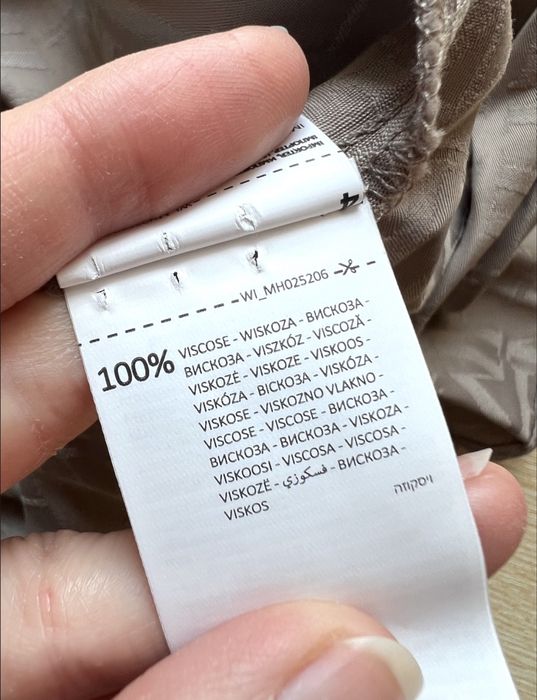 4
WI_MH025206
100% VISCOSE - WISKOZA - ВИСКОЗА -
ВИСКОЗА - VISZKÓZ - VISCOZĂ -
VISKOZĖ - VISKOZE - VISKOOS -
VISKÓZA - ВІСКОЗА - VISKÓZA -
VISKOSE - VISKOZNO VLAKNO -
VISCOSE - VISCOSE - ВИСКОЗА -
ВИСКОЗА - ВИСКОЗА - VISKOZA -
VISKOOSI - VISCOSA - VISCOSA -
VISKOZË - فسكوزي - ВИСКОЗА -
VISKOS
ויסקוזה